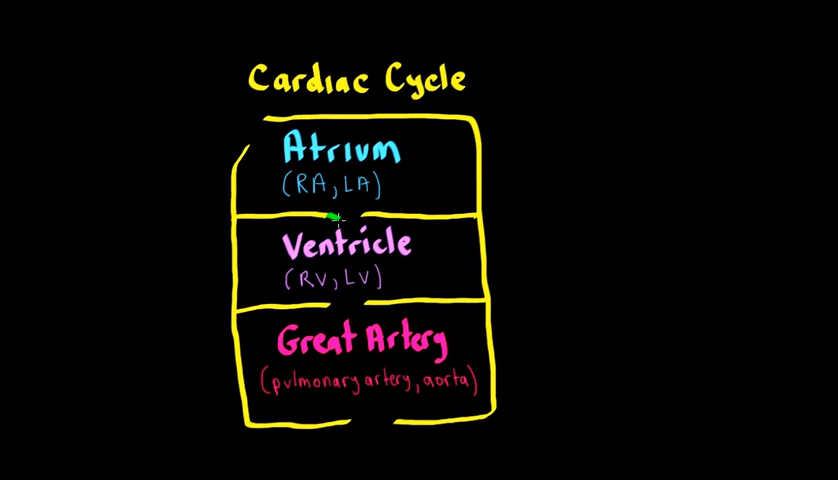 Cardiac Cycle
Atrium
(RA, LA)
Ventricle
(RV, LV)
Great Artery
(pulmonary artery, aorta)